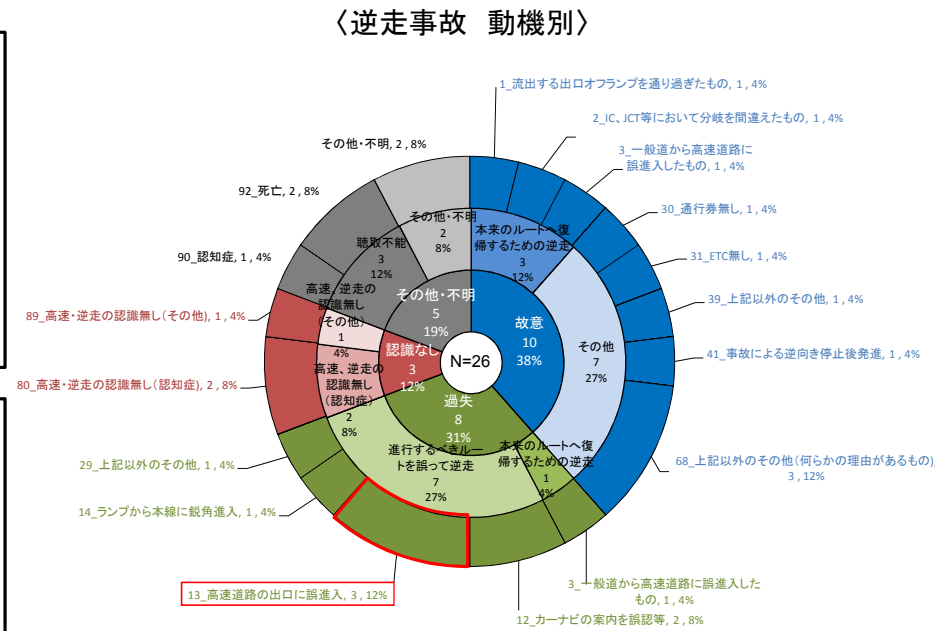 〈逆走事故 動機別〉
1_流出する出口オフランプを通り過ぎたもの, 1 , 4%
2_IC、JCT等において分岐を間違えたもの, 1 , 4%
3_一般道から高速道路に
誤進入したもの, 1 , 4%
30_通行券無し, 1 , 4%
31_ETC無し, 1 , 4%
39_上記以外のその他, 1 , 4%
41_事故による逆向き停止後発進, 1 , 4%
68_上記以外のその他(何らかの理由があるもの),
3 , 12%
3_一般道から高速道路に誤進入した
もの, 1 , 4%
12_カーナビの案内を誤認等, 2 , 8%
13_高速道路の出口に誤進入, 3 , 12%
14_ランプから本線に鋭角進入, 1 , 4%
29_上記以外のその他, 1 , 4%
80_高速・逆走の認識無し(認知症), 2 , 8%
89_高速・逆走の認識無し(その他), 1 , 4%
90_認知症, 1 , 4%
92_死亡, 2 , 8%
その他・不明, 2 , 8%
本来のルートへ復
帰するための逆走
3
12%
その他
7
27%
本来のルートへ復
帰するための逆走
1
4%
進行するべきルー
トを誤って逆走
7
27%
高速、逆走の
認識無し
(認知症)
2
8%
高速、逆走の
認識無し
(その他)
1
4%
聴取不能
3
12%
その他・不明
2
8%
故意
10
38%
過失
8
31%
認識なし
3
12%
その他・不明
5
19%
N=26